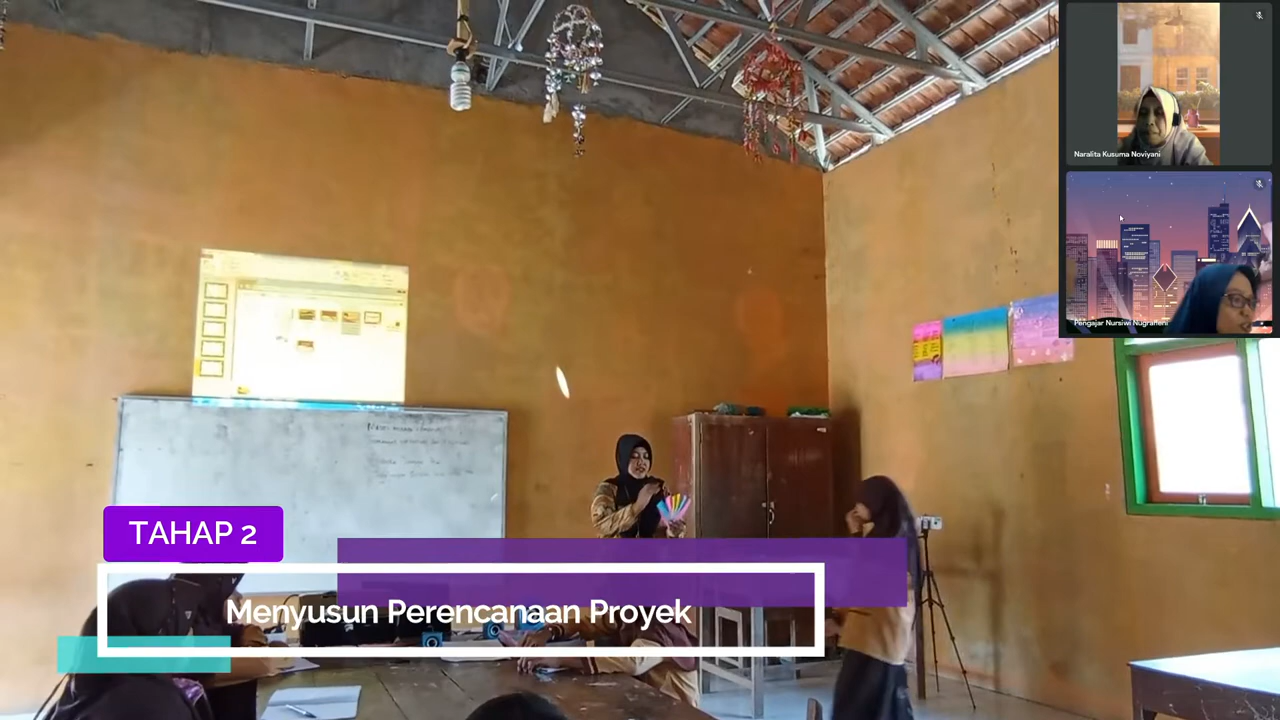 Naralita Kusuma Noviyani
Pengajar Nursiwi Nugraheni
TAHAP 2
Menyusun Perencanaan Proyek